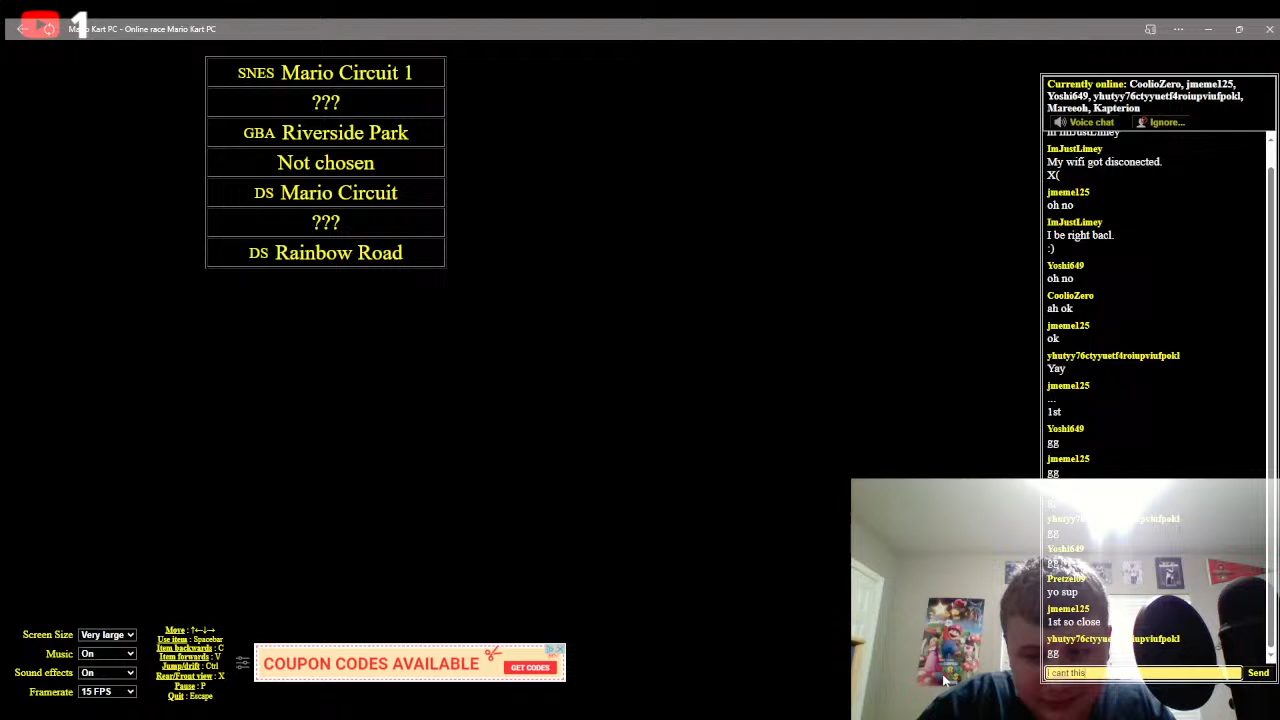 1
Mario Kart PC - Online race Mario Kart PC
SNES Mario Circuit 1
???
GBA Riverside Park
Not chosen
DS Mario Circuit
???
DS Rainbow Road
Currently online: CoolioZero, jmeme125,
Yoshi649, yhutyy76ctyyuetf4roiupviufpokl,
Mareeoh, Kapterion
Voice chat
Ignore...
hi ImJustLimey
ImJustLimey
My wifi got disconected.
X(
jmeme125
oh no
ImJustLimey
I be right bacl.
:)
Yoshi649
oh no
CoolioZero
ah ok
jmeme125
ok
yhutyy76ctyyuetf4roiupviufpokl
Yay
jmeme125
...
1st
Yoshi649
gg
jmeme125
gg
gg
Yoshi649
gg
Pretzel09
yo sup
jmeme125
1st so close
gg
i cant this
Send
Screen Size Very large
Music On
Sound effects On
Framerate 15 FPS
Move : ↑←↓→
Use item : Spacebar
Item backwards : C
Item forwards : V
Jump/drift : Ctrl
Rear/Front view : X
Pause : P
Quit : Escape
COUPON CODES AVAILABLE
GET CODES